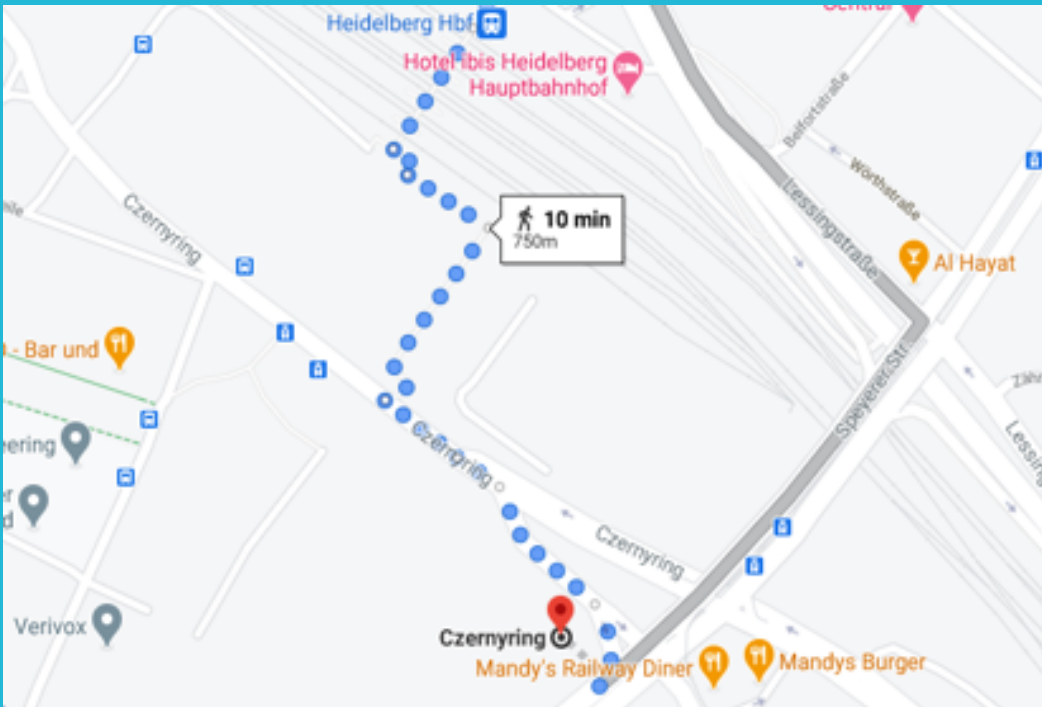 Heidelberg Hbf
Central
Hotel ibis Heidelberg
Hauptbahnhof
Belfortstraße
Wörthstraße
Lessingstraße
Czernyring
10 min
750m
Al Hayat
- Bar und
Speyerer Str.
Czernyring
Czernyring
Verivox
Czernyring
Mandy's Railway Diner
Mandys Burger